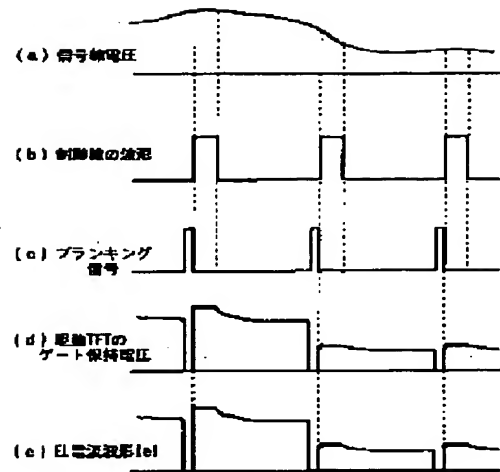 (a) 信号線電圧
(b) 制御線の波形
(c) ブランキング
信号
(d) 駆動TFTの
ゲート保持電圧
(e) EL電流波形Ie